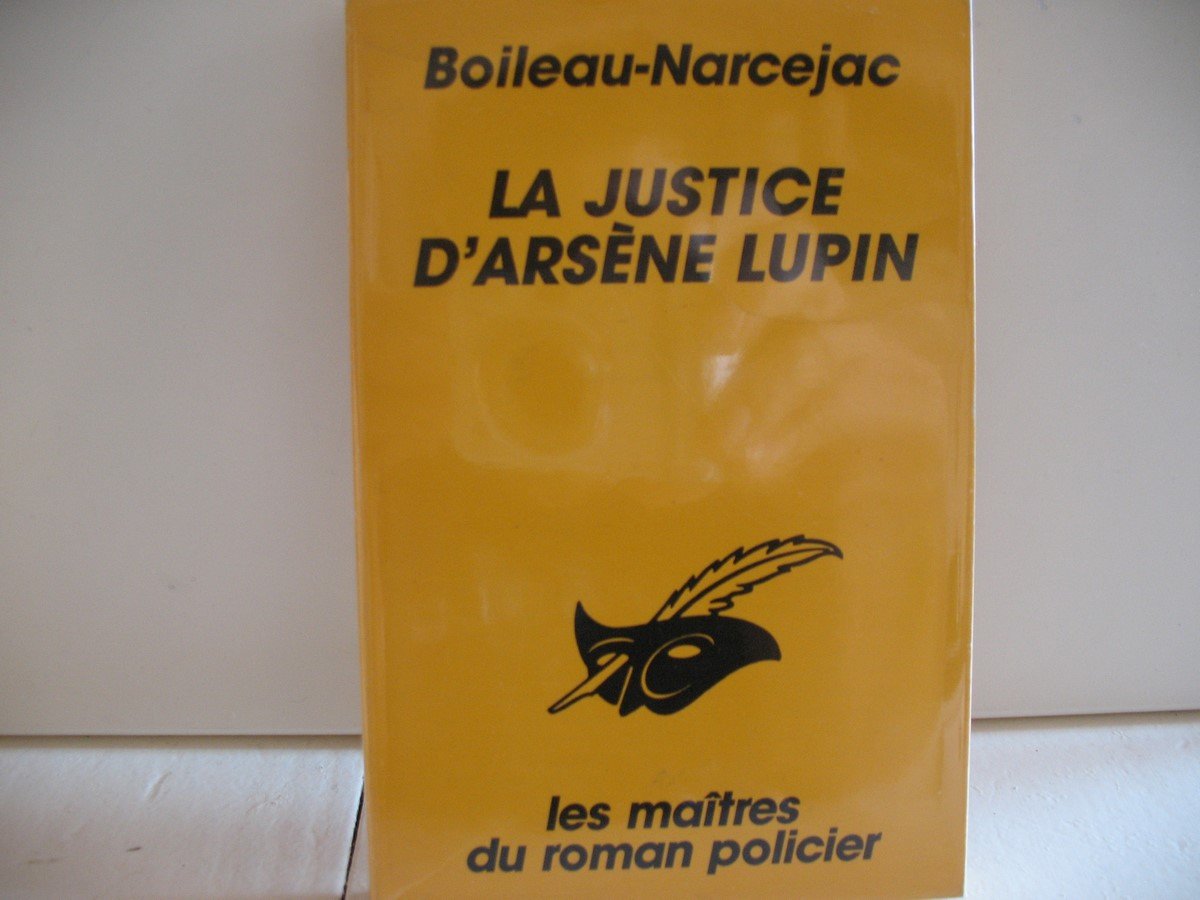 Boileau-Narcejac
LA JUSTICE
D'ARSÈNE LUPIN
les maîtres
du roman policier